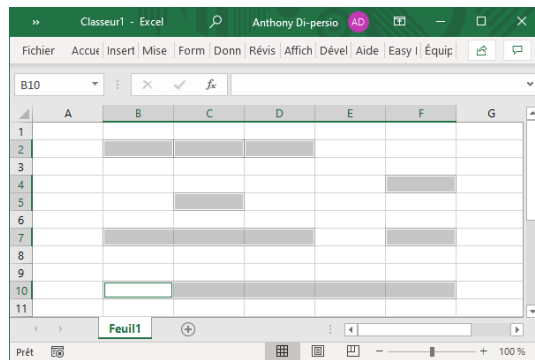 » Classeur1 - Excel Anthony Di-persio AD
Fichier Accue Insert Mise Form Donn Révis Affich Dével Aide Easy I Équip
B10 fx
A B C D E F G
1
2
3
4
5
6
7
8
9
10
11
Feuil1
Prêt 100 %